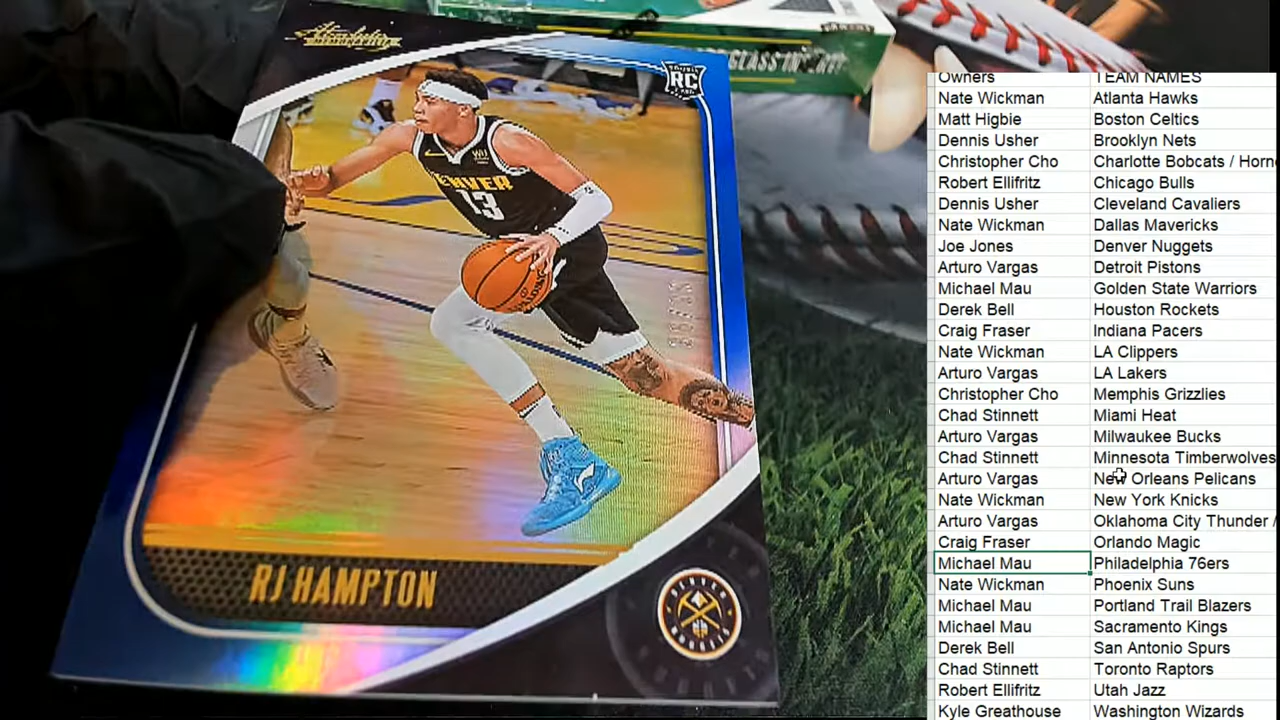 Absolute
MEMORABILIA
GLASS INSERT
RC
DENVER
13
RJ HAMPTON
DENVER
NUGGETS
Owners TEAM NAMES
Nate Wickman Atlanta Hawks
Matt Higbie Boston Celtics
Dennis Usher Brooklyn Nets
Christopher Cho Charlotte Bobcats / Horn
Robert Ellifritz Chicago Bulls
Dennis Usher Cleveland Cavaliers
Nate Wickman Dallas Mavericks
Joe Jones Denver Nuggets
Arturo Vargas Detroit Pistons
Michael Mau Golden State Warriors
Derek Bell Houston Rockets
Craig Fraser Indiana Pacers
Nate Wickman LA Clippers
Arturo Vargas LA Lakers
Christopher Cho Memphis Grizzlies
Chad Stinnett Miami Heat
Arturo Vargas Milwaukee Bucks
Chad Stinnett Minnesota Timberwolves
Arturo Vargas New Orleans Pelicans
Nate Wickman New York Knicks
Arturo Vargas Oklahoma City Thunder /
Craig Fraser Orlando Magic
Michael Mau Philadelphia 76ers
Nate Wickman Phoenix Suns
Michael Mau Portland Trail Blazers
Michael Mau Sacramento Kings
Derek Bell San Antonio Spurs
Chad Stinnett Toronto Raptors
Robert Ellifritz Utah Jazz
Kyle Greathouse Washington Wizards